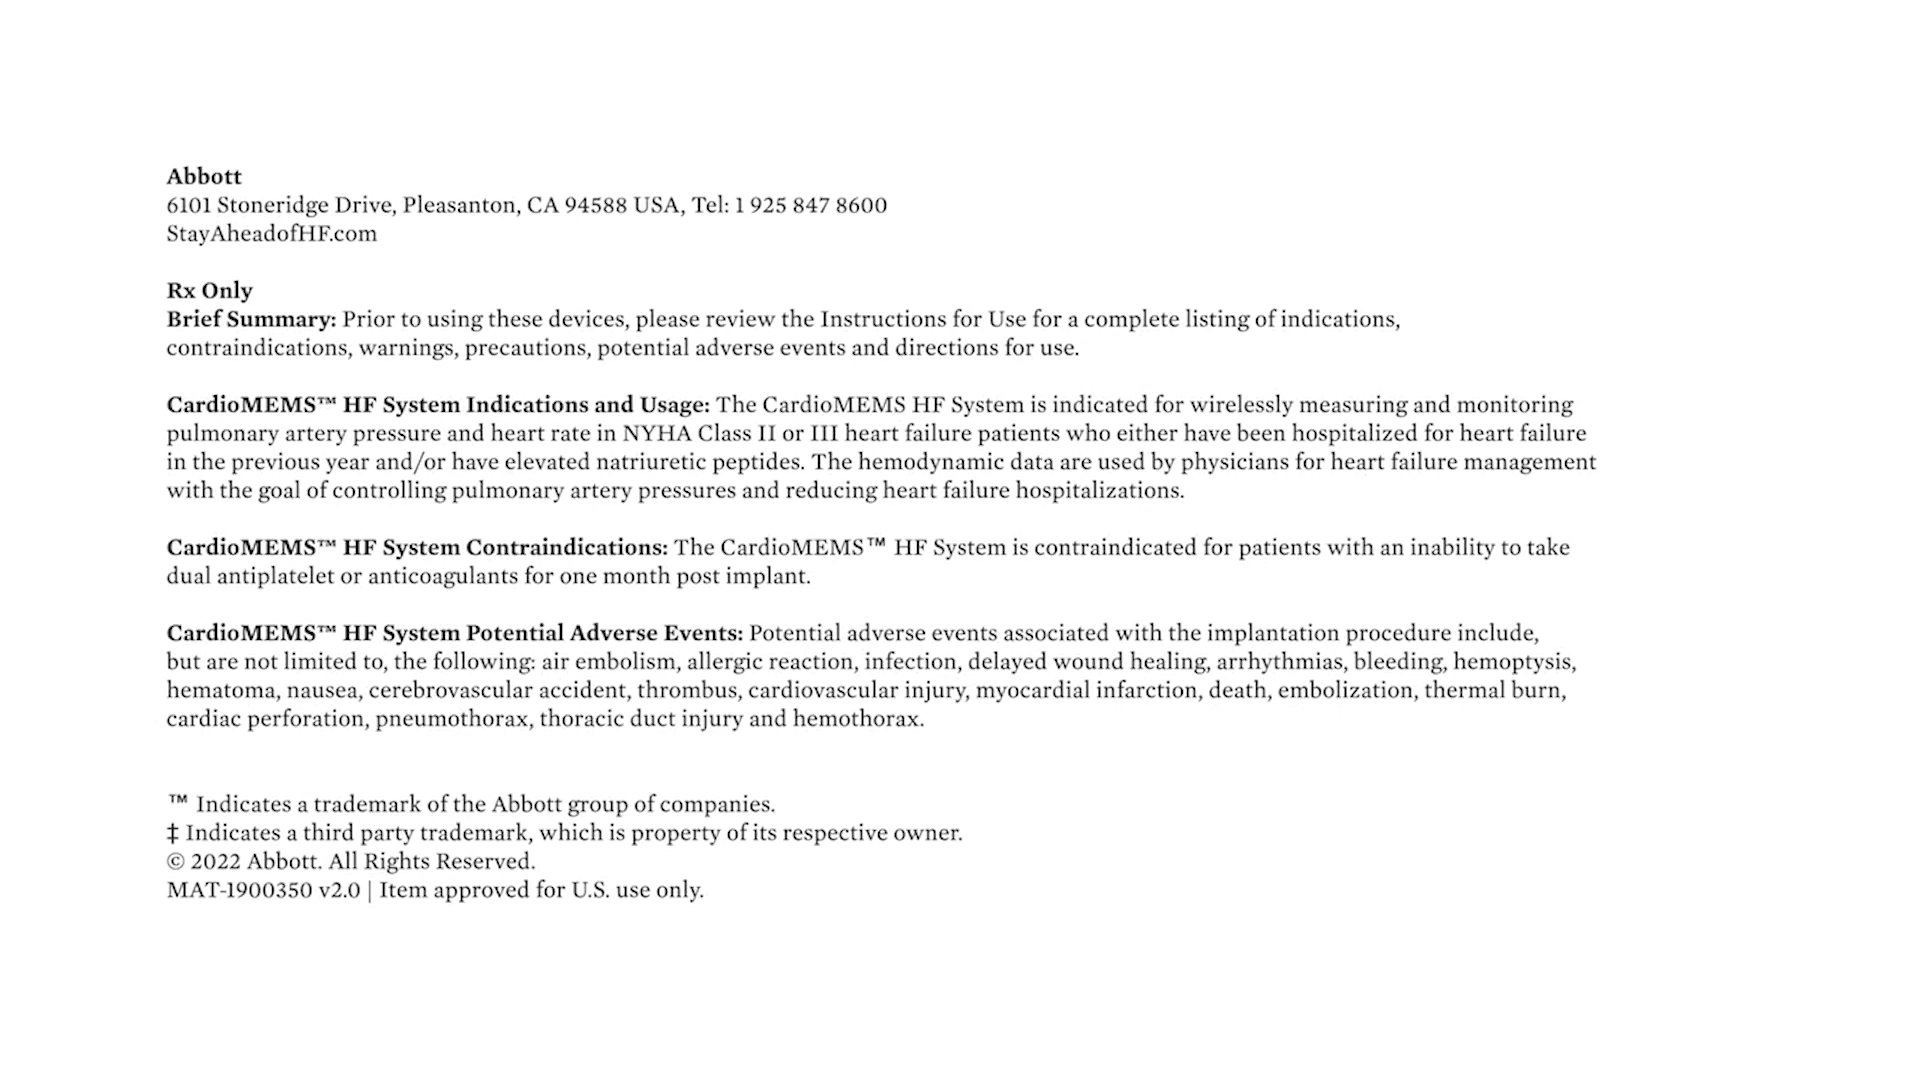 Abbott
6101 Stoneridge Drive, Pleasanton, CA 94588 USA, Tel: 1 925 847 8600
StayAheadofHF.com
Rx Only
Brief Summary: Prior to using these devices, please review the Instructions for Use for a complete listing of indications,
contraindications, warnings, precautions, potential adverse events and directions for use.
CardioMEMS™ HF System Indications and Usage: The CardioMEMS HF System is indicated for wirelessly measuring and monitoring
pulmonary artery pressure and heart rate in NYHA Class II or III heart failure patients who either have been hospitalized for heart failure
in the previous year and/or have elevated natriuretic peptides. The hemodynamic data are used by physicians for heart failure management
with the goal of controlling pulmonary artery pressures and reducing heart failure hospitalizations.
CardioMEMS™ HF System Contraindications: The CardioMEMS™ HF System is contraindicated for patients with an inability to take
dual antiplatelet or anticoagulants for one month post implant.
CardioMEMS™ HF System Potential Adverse Events: Potential adverse events associated with the implantation procedure include,
but are not limited to, the following: air embolism, allergic reaction, infection, delayed wound healing, arrhythmias, bleeding, hemoptysis,
hematoma, nausea, cerebrovascular accident, thrombus, cardiovascular injury, myocardial infarction, death, embolization, thermal burn,
cardiac perforation, pneumothorax, thoracic duct injury and hemothorax.
™ Indicates a trademark of the Abbott group of companies.
‡ Indicates a third party trademark, which is property of its respective owner.
© 2022 Abbott. All Rights Reserved.
MAT-1900350 v2.0 | Item approved for U.S. use only.